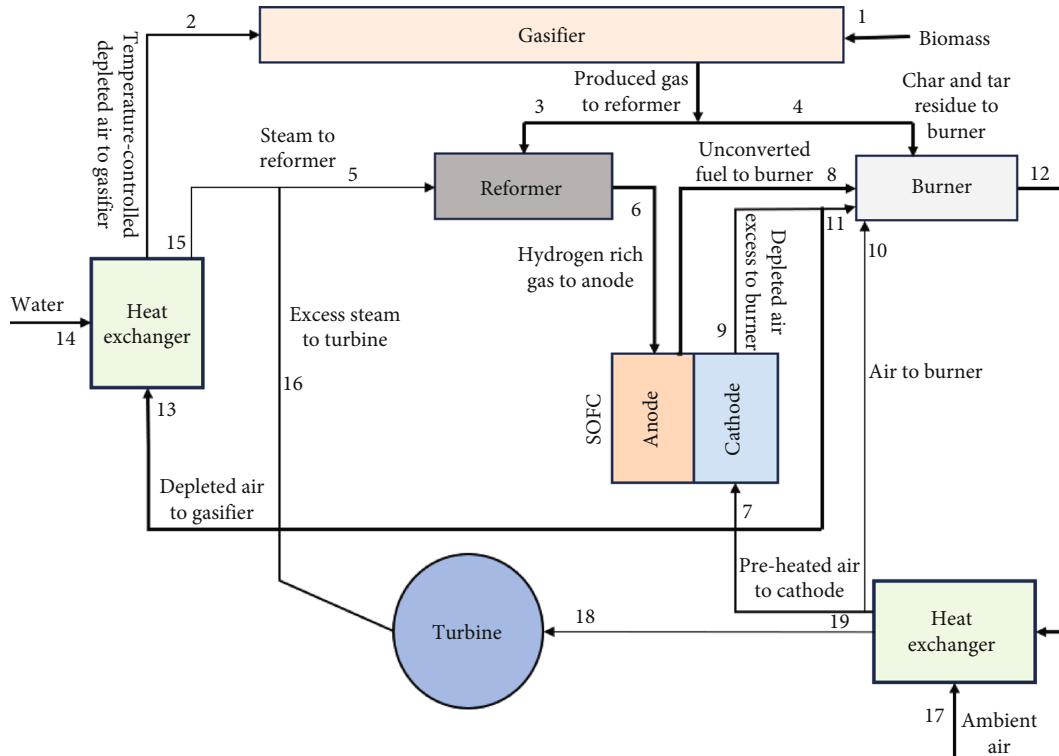 2
1
Gasifier
Biomass
Temperature-controlled
depleted air to gasifier
Produced gas
to reformer
Char and tar
residue to
burner
3
4
Steam to
reformer
Unconverted
fuel to burner
5
Reformer
8
Burner
12
6
11
10
15
Hydrogen rich
gas to anode
Depleted air
excess to burner
Water
14
Heat
exchanger
Excess steam
to turbine
9
16
Air to burner
13
SOFC
Anode
Cathode
Depleted air
to gasifier
7
Pre-heated air
to cathode
18
19
Turbine
Heat
exchanger
17
Ambient
air